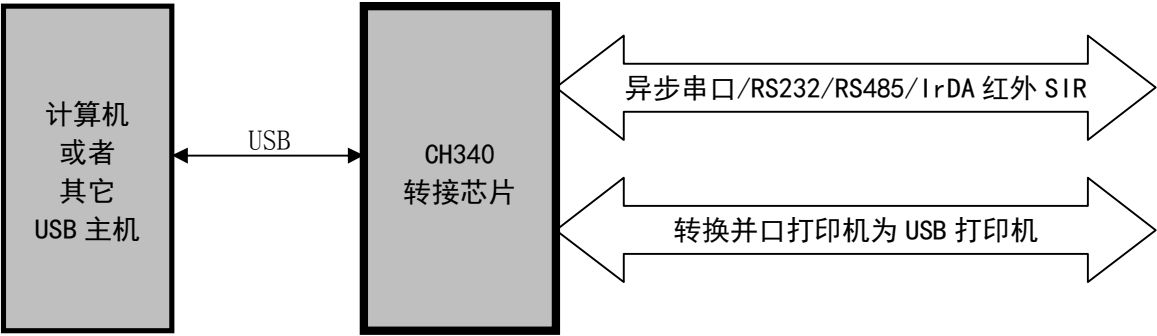 计算机
或者
其它
USB 主机
USB
CH340
转接芯片
异步串口/RS232/RS485/IrDA 红外 SIR
转换并口打印机为 USB 打印机